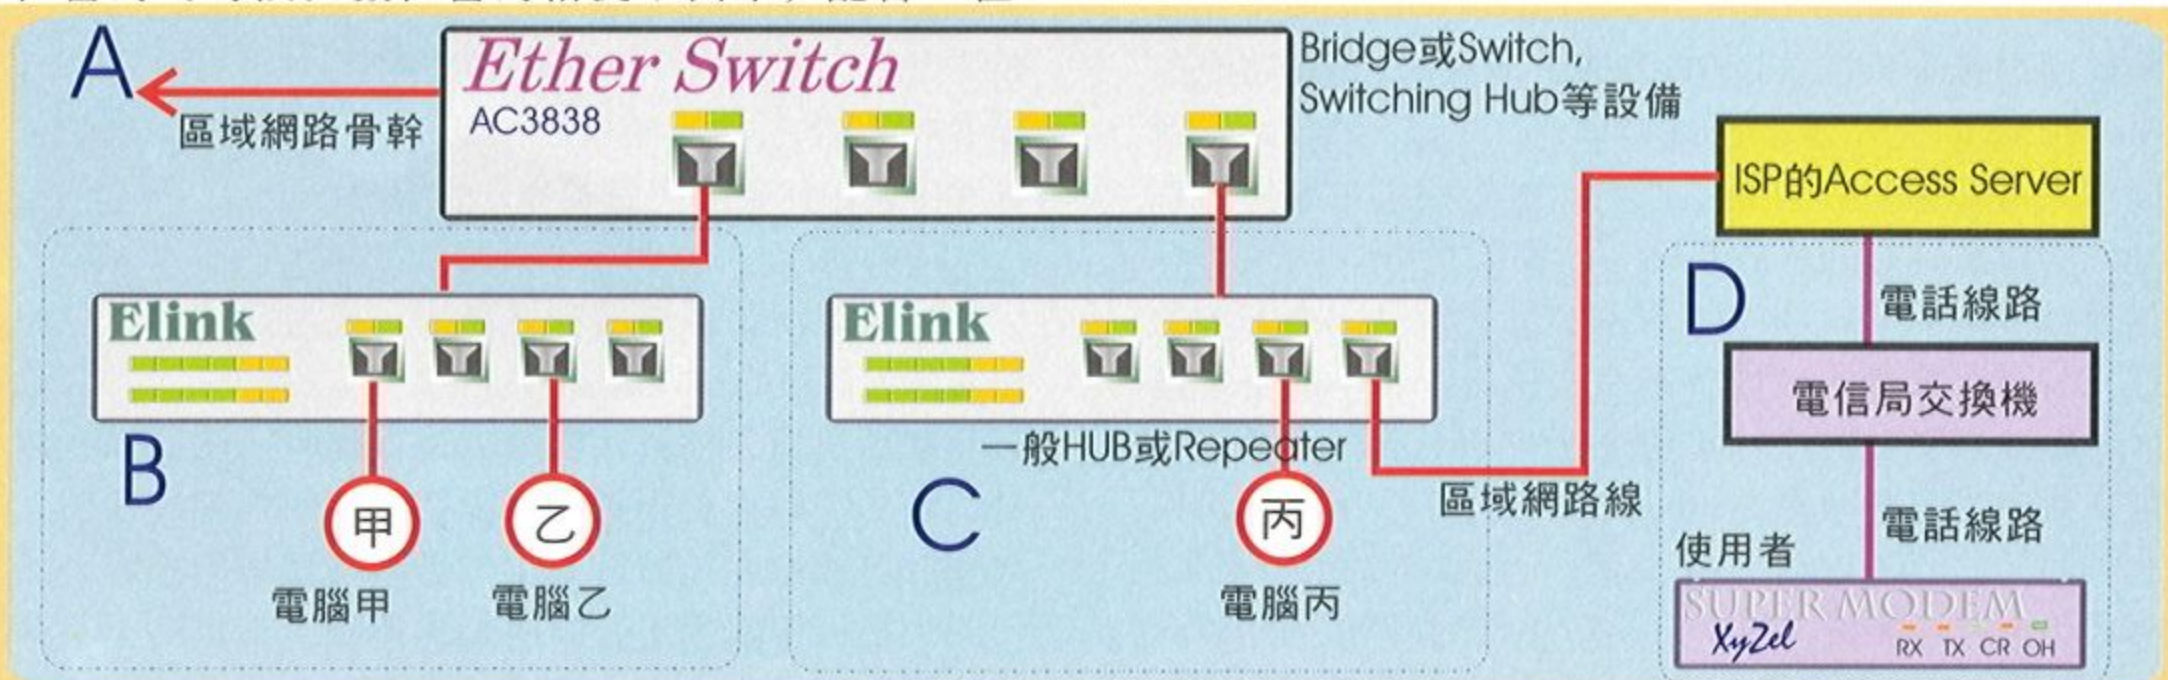 A
區域網路骨幹
Ether Switch
AC3838
Bridge或Switch,
Switching Hub等設備
ISP的Access Server
Elink
B
甲
電腦甲
乙
電腦乙
Elink
一般HUB或Repeater
C
丙
電腦丙
區域網路線
D
電話線路
電信局交換機
電話線路
使用者
SUPER MODEM
XyZel
RX TX CR OH